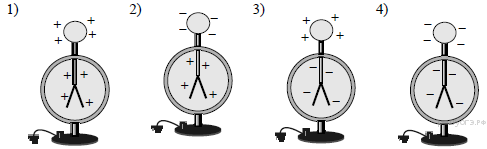 1) 2) 3) 4)
+ + + + + + + +
− − − − + + + +
+ + + + − − − −
− − − − − − − −